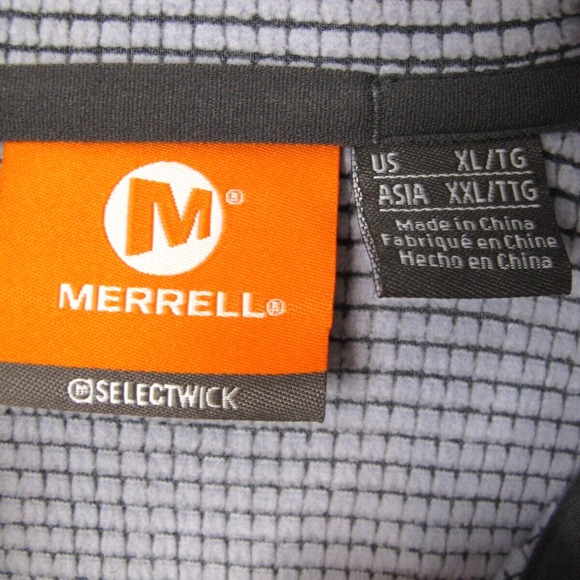 M®
MERRELL®
m SELECTWICK
US XL/TG
ASIA XXL/TTG
Made in China
Fabriqué en Chine
Hecho en China